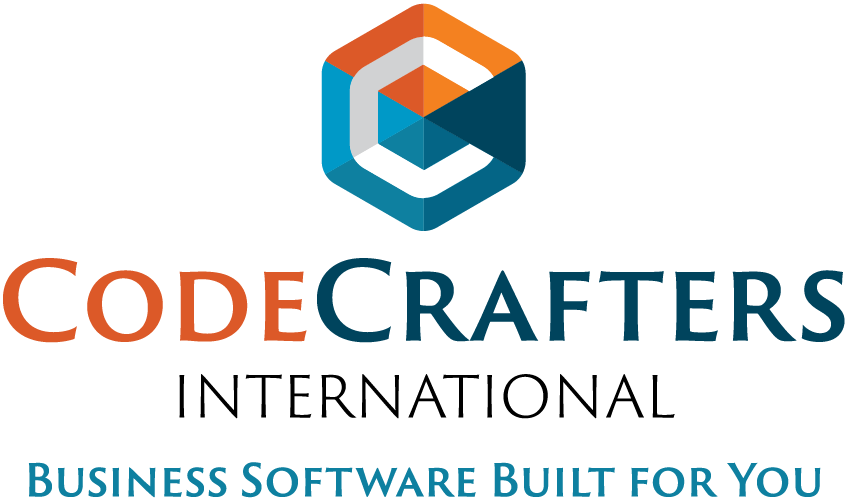 CodeCrafters
INTERNATIONAL
Business Software Built for You